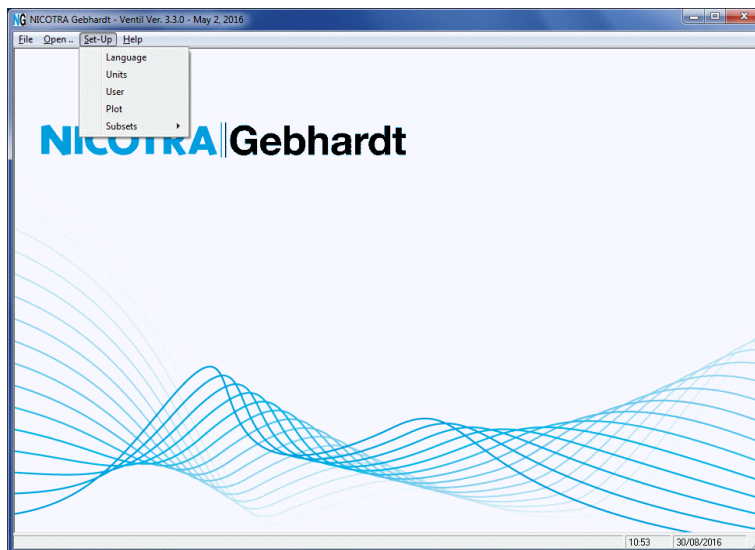 NG NICOTRA Gebhardt - Ventil Ver. 3.3.0 - May 2, 2016
File Open .. Set-Up Help
Language
Units
User
Plot
Subsets
NICOTRA Gebhardt
10:53 30/08/2016